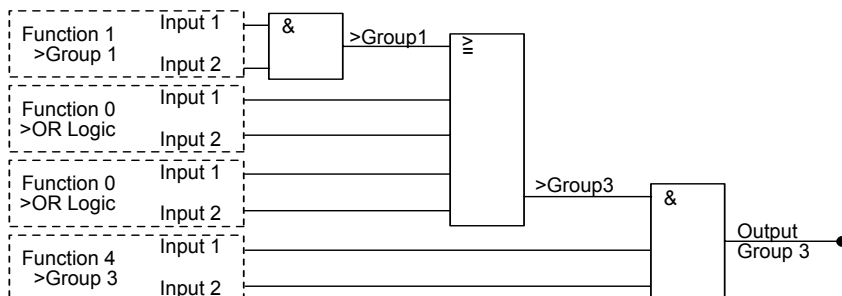 Function 1
>Group 1
Input 1
Input 2
&
>Group1
≥
Function 0
>OR Logic
Input 1
Input 2
Function 0
>OR Logic
Input 1
Input 2
>Group3
&
Function 4
>Group 3
Input 1
Input 2
Output
Group 3